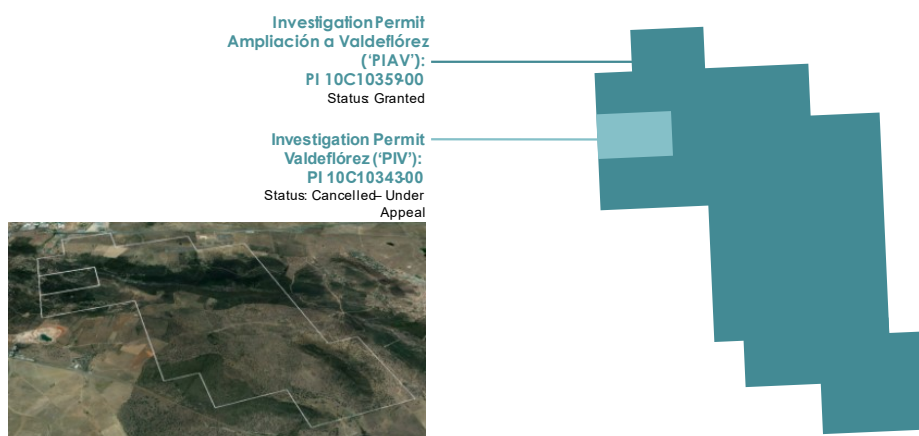 Investigation Permit
Ampliación a Valdeflórez
('PIAV'):
PI 10C10359-00
Status: Granted
Investigation Permit
Valdeflórez ('PIV'):
PI 10C10343-00
Status: Cancelled– Under
Appeal